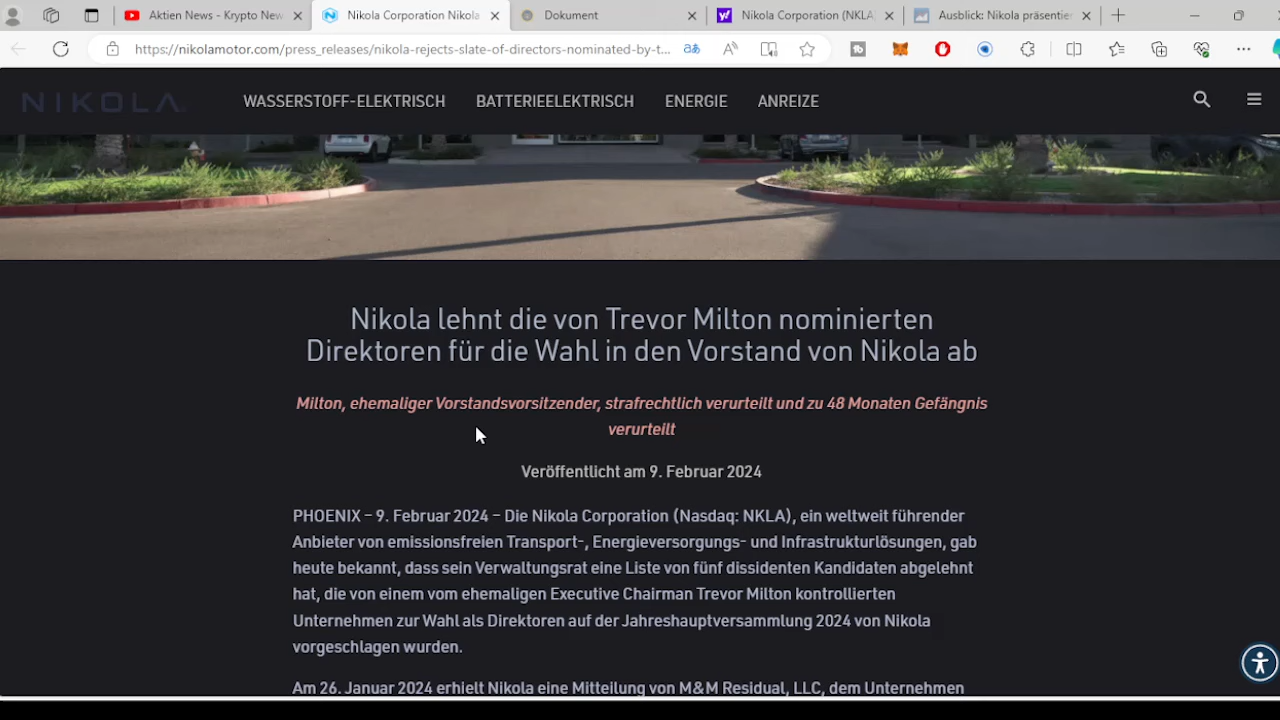 Aktien News - Krypto New
Nikola Corporation Nikola
Dokument
Nikola Corporation (NKLA)
Ausblick: Nikola präsentie
https://nikolamotor.com/press_releases/nikola-rejects-slate-of-directors-nominated-by-t...
NIKOLA
WASSERSTOFF-ELEKTRISCH
BATTERIEELEKTRISCH
ENERGIE
ANREIZE
Nikola lehnt die von Trevor Milton nominierten
Direktoren für die Wahl in den Vorstand von Nikola ab
Milton, ehemaliger Vorstandsvorsitzender, strafrechtlich verurteilt und zu 48 Monaten Gefängnis
verurteilt
Veröffentlicht am 9. Februar 2024
PHOENIX – 9. Februar 2024 – Die Nikola Corporation (Nasdaq: NKLA), ein weltweit führender
Anbieter von emissionsfreien Transport-, Energieversorgungs- und Infrastrukturlösungen, gab
heute bekannt, dass sein Verwaltungsrat eine Liste von fünf dissidenten Kandidaten abgelehnt
hat, die von einem vom ehemaligen Executive Chairman Trevor Milton kontrollierten
Unternehmen zur Wahl als Direktoren auf der Jahreshauptversammlung 2024 von Nikola
vorgeschlagen wurden.
Am 26. Januar 2024 erhielt Nikola eine Mitteilung von M&M Residual, LLC, dem Unternehmen